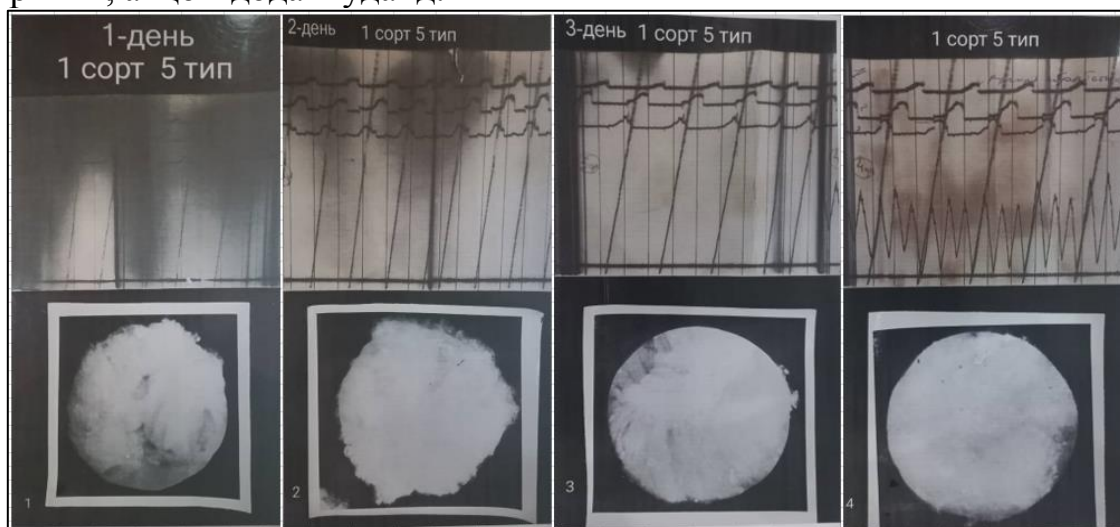 1-день
1 сорт 5 тип
2-день 1 сорт 5 тип
3-день 1 сорт 5 тип
1 сорт 5 тип
1
2
3
4